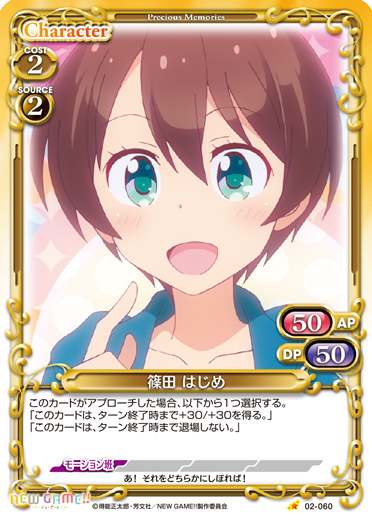 Precious Memories
Character
COST
2
SOURCE
2
50 AP
DP 50
篠田 はじめ
このカードがアプローチした場合、以下から1つ選択する。
「このカードは、ターン終了時まで+30/+30を得る。」
「このカードは、ターン終了時まで退場しない。」
モーション班
あ！ それをどちらかにしぼれば！
NEW GAME!!
©得能正太郎・芳文社／NEW GAME!!製作委員会
02-060